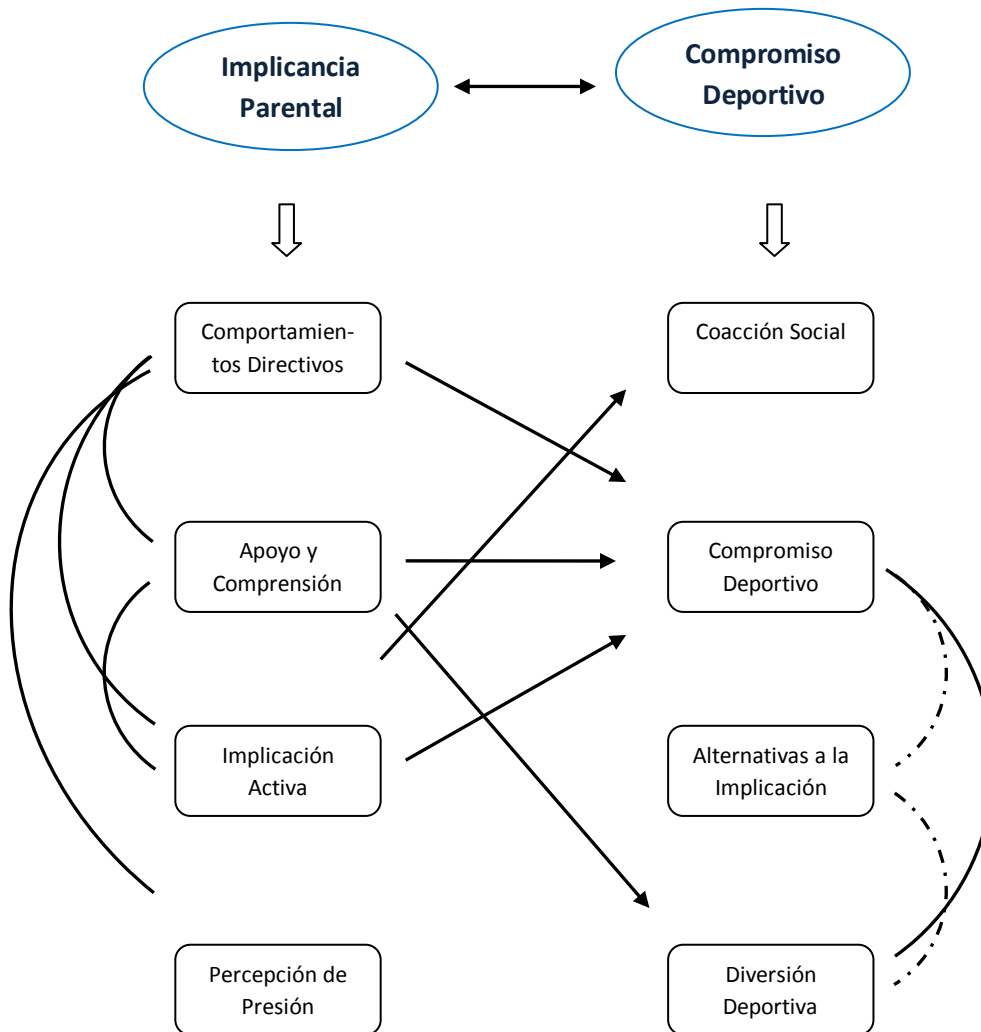 Implicancia
Parental
Compromiso
Deportivo
Comportamien-
tos Directivos
Coacción Social
Apoyo y
Comprensión
Compromiso
Deportivo
Implicación
Activa
Alternativas a la
Implicación
Percepción de
Presión
Diversión
Deportiva